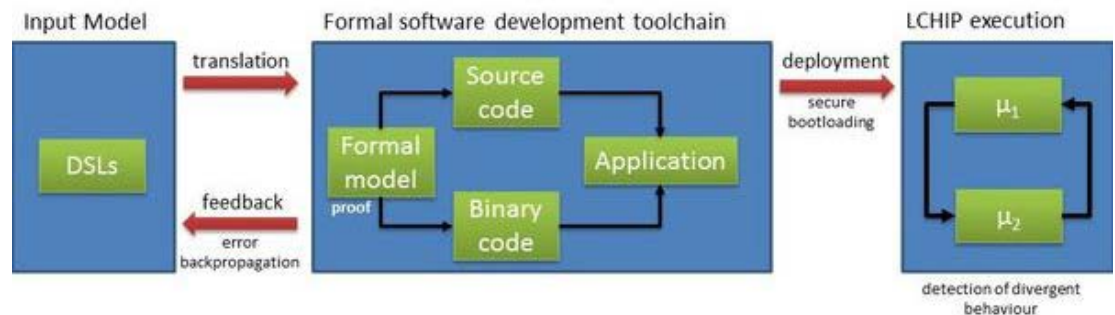 Input Model
DSLs
translation
feedback
error
backpropagation
Formal software development toolchain
Formal
model
proof
Source
code
Binary
code
Application
deployment
secure
bootloading
LCHIP execution
μ1
μ2
detection of divergent
behaviour